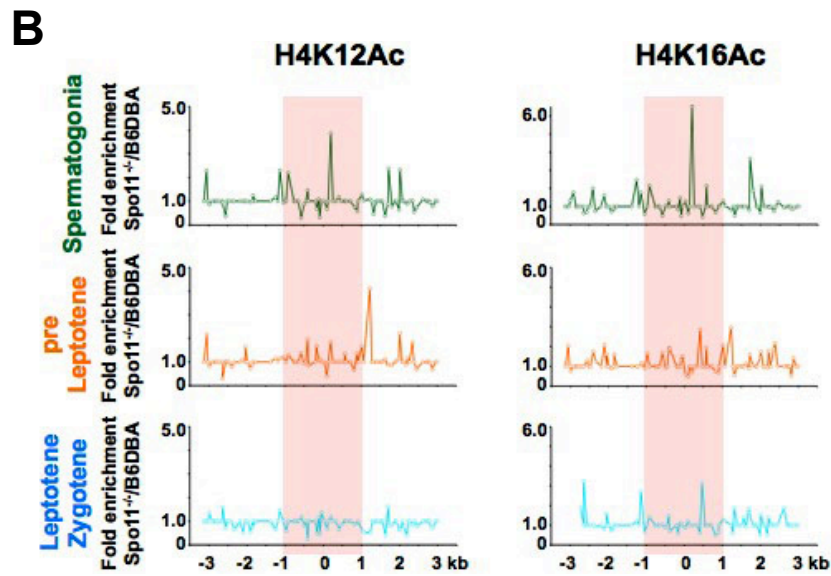 B
H4K12Ac
H4K16Ac
Spermatogonia
Fold enrichment
Spo11-/-/B6DBA
5.0
1.0
0
6.0
1.0
0
pre
Leptotene
Fold enrichment
Spo11-/-/B6DBA
5.0
1.0
0
6.0
1.0
0
Leptotene
Zygotene
Fold enrichment
Spo11-/-/B6DBA
5.0
1.0
0
6.0
1.0
0
-3 -2 -1 0 1 2 3 kb
-3 -2 -1 0 1 2 3 kb